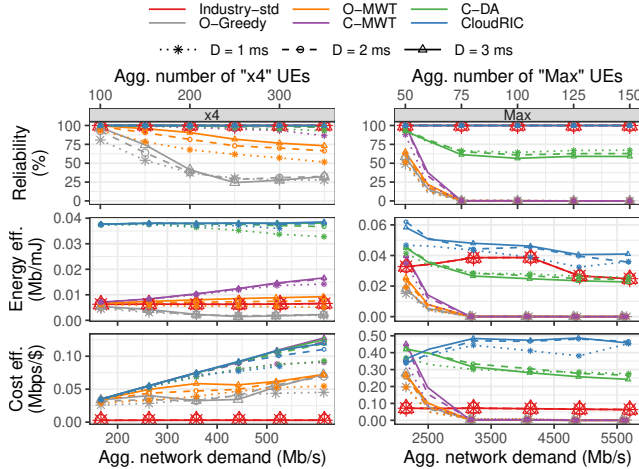 Industry-std O-MWT C-DA
O-Greedy C-MWT CloudRIC
D = 1 ms D = 2 ms D = 3 ms
Agg. number of "x4" UEs Agg. number of "Max" UEs
100 200 300 50 75 100 125 150
x4 Max
Reliability (%)
100 75 50 25 0
100 75 50 25 0
Energy eff. (Mb/mJ)
0.04 0.03 0.02 0.01 0.00
0.06 0.04 0.02 0.00
Cost eff. (Mbps/$)
0.10 0.05 0.00
0.50 0.40 0.30 0.20 0.10 0.00
200 400 500 2500 3500 4500 5500
Agg. network demand (Mb/s) Agg. network demand (Mb/s)